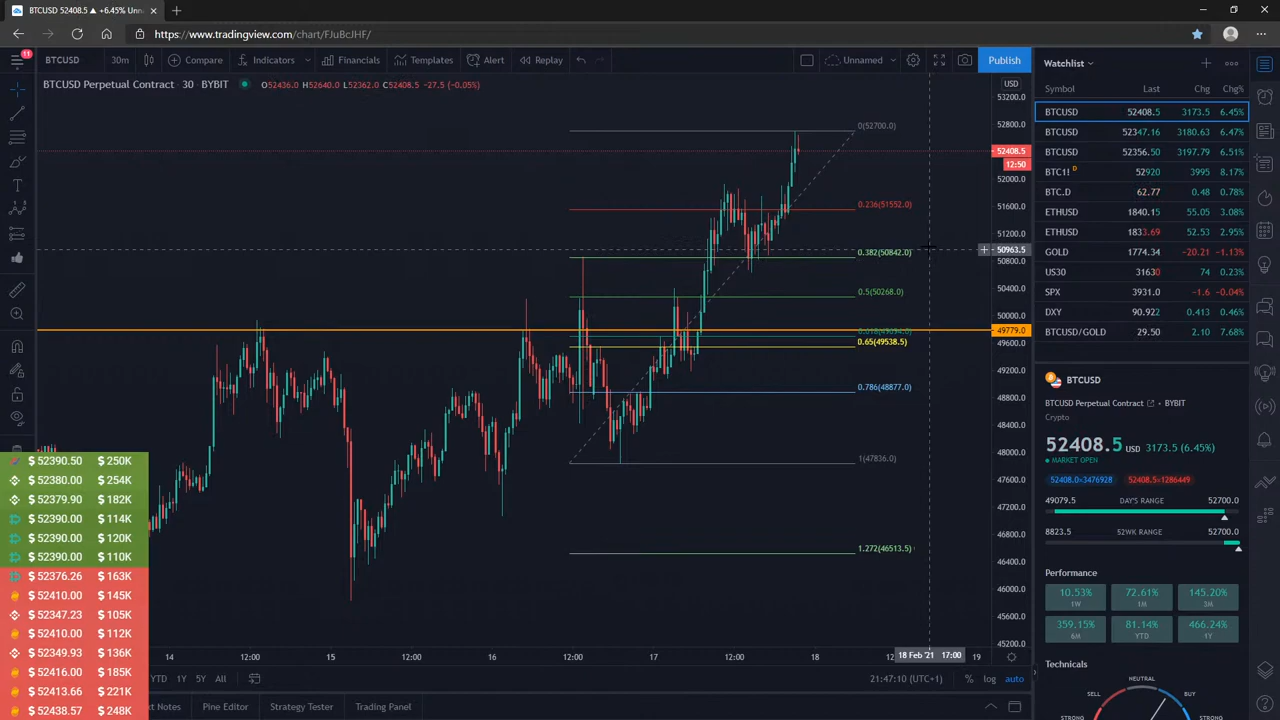 BTCUSD 52408.5 ▲ +6.45% Unn
https://www.tradingview.com/chart/FJuBcJHF/
11
BTCUSD 30m Compare Indicators Financials Templates Alert Replay Unnamed Publish
BTCUSD Perpetual Contract · 30 · BYBIT O52436.0 H52640.0 L52362.0 C52408.5 -27.5 (-0.05%)
USD
53200.0
52800.0
52408.5
12:50
52000.0
51600.0
51200.0
50963.5
50800.0
50400.0
50000.0
49779.0
49600.0
49200.0
48800.0
48400.0
48000.0
47600.0
47200.0
46800.0
46400.0
46000.0
45600.0
45200.0
0(52700.0)
0.236(51552.0)
0.382(50842.0)
0.5(50268.0)
0.65(49538.5)
0.786(48877.0)
1(47836.0)
1.272(46513.5)
14 12:00 15 12:00 16 12:00 17 12:00 18 18 Feb '21 17:00 19
YTD 1Y 5Y All
21:47:10 (UTC+1) % log auto
Pine Editor Strategy Tester Trading Panel
$52390.50 $250K
$52380.00 $254K
$52379.90 $182K
$52390.00 $114K
$52390.00 $120K
$52390.00 $110K
$52376.26 $163K
$52410.00 $145K
$52347.23 $105K
$52410.00 $112K
$52349.93 $136K
$52416.00 $185K
$52413.66 $221K
$52438.57 $248K
Watchlist
Symbol Last Chg Chg%
BTCUSD 52408.5 3173.5 6.45%
BTCUSD 52347.16 3180.63 6.47%
BTCUSD 52356.50 3197.79 6.51%
BTC1! D 52920 3995 8.17%
BTC.D 62.77 0.48 0.78%
ETHUSD 1840.15 55.05 3.08%
ETHUSD 1833.69 52.53 2.95%
GOLD 1774.34 -20.21 -1.13%
US30 31630 74 0.23%
SPX 3931.0 -1.6 -0.04%
DXY 90.922 0.413 0.46%
BTCUSD/GOLD 29.50 2.10 7.68%
BTCUSD
BTCUSD Perpetual Contract • BYBIT
Crypto
52408.5 USD 3173.5 (6.45%)
MARKET OPEN
52408.0×3476928 52408.5×1286449
49079.5 DAY'S RANGE 52700.0
8823.5 52WK RANGE 52700.0
Performance
10.53% 72.61% 145.20%
1W 1M 3M
359.15% 81.14% 466.24%
6M YTD 1Y
Technicals
NEUTRAL
SELL BUY
STRONG STRONG